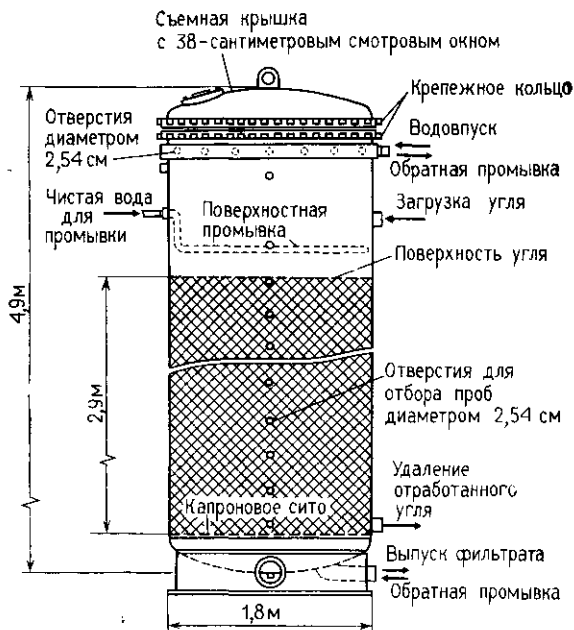 Съемная крышка
с 38-сантиметровым смотровым окном
Крепежное кольцо
Отверстия
диаметром
2,54 см
Водовпуск
Обратная промывка
Чистая вода
для
промывки
Поверхностная
промывка
Загрузка угля
Поверхность угля
4,9м
2,9м
Отверстия для
отбора проб
диаметром 2,54 см
Удаление
отработанного
угля
Капроновое сито
Выпуск фильтрата
Обратная промывка
1,8м